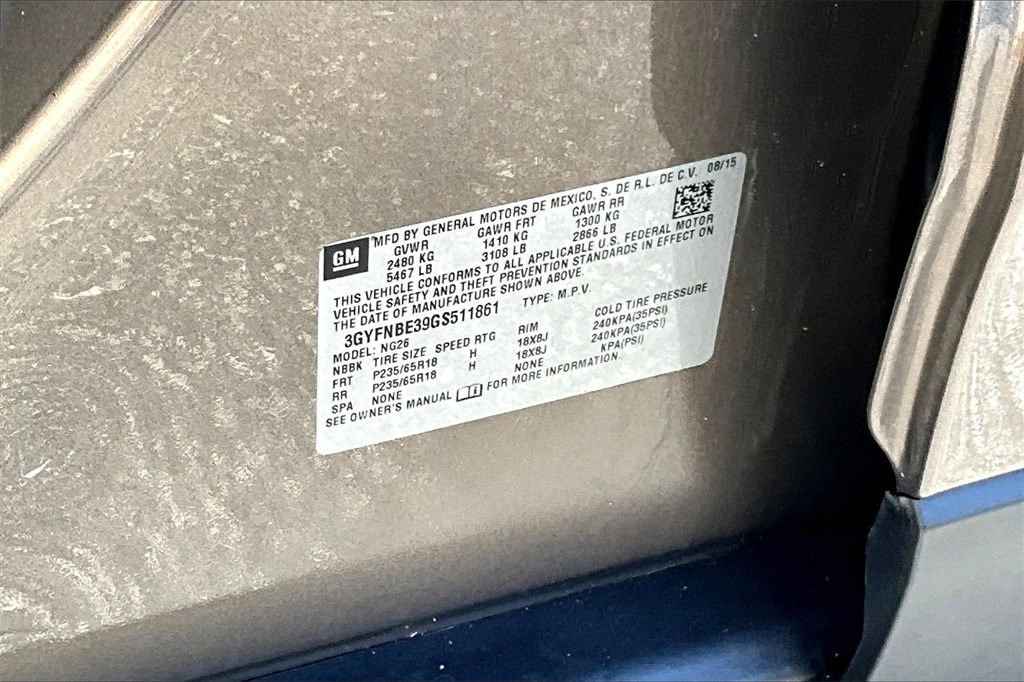 GM
MFD BY GENERAL MOTORS DE MEXICO, S. DE R.L. DE C.V. 08/15
GVWR GAWR FRT GAWR RR
2480 KG 1410 KG 1300 KG
5467 LB 3108 LB 2866 LB
THIS VEHICLE CONFORMS TO ALL APPLICABLE U.S. FEDERAL MOTOR
VEHICLE SAFETY AND THEFT PREVENTION STANDARDS IN EFFECT ON
THE DATE OF MANUFACTURE SHOWN ABOVE.
3GYFNBE39GS511861 TYPE: M.P.V.
MODEL: NG26
NBBK TIRE SIZE SPEED RTG RIM COLD TIRE PRESSURE
FRT P235/65R18 H 18X8J 240KPA(35PSI)
RR P235/65R18 H 18X8J 240KPA(35PSI)
SPA NONE NONE KPA(PSI)
SEE OWNER'S MANUAL FOR MORE INFORMATION.